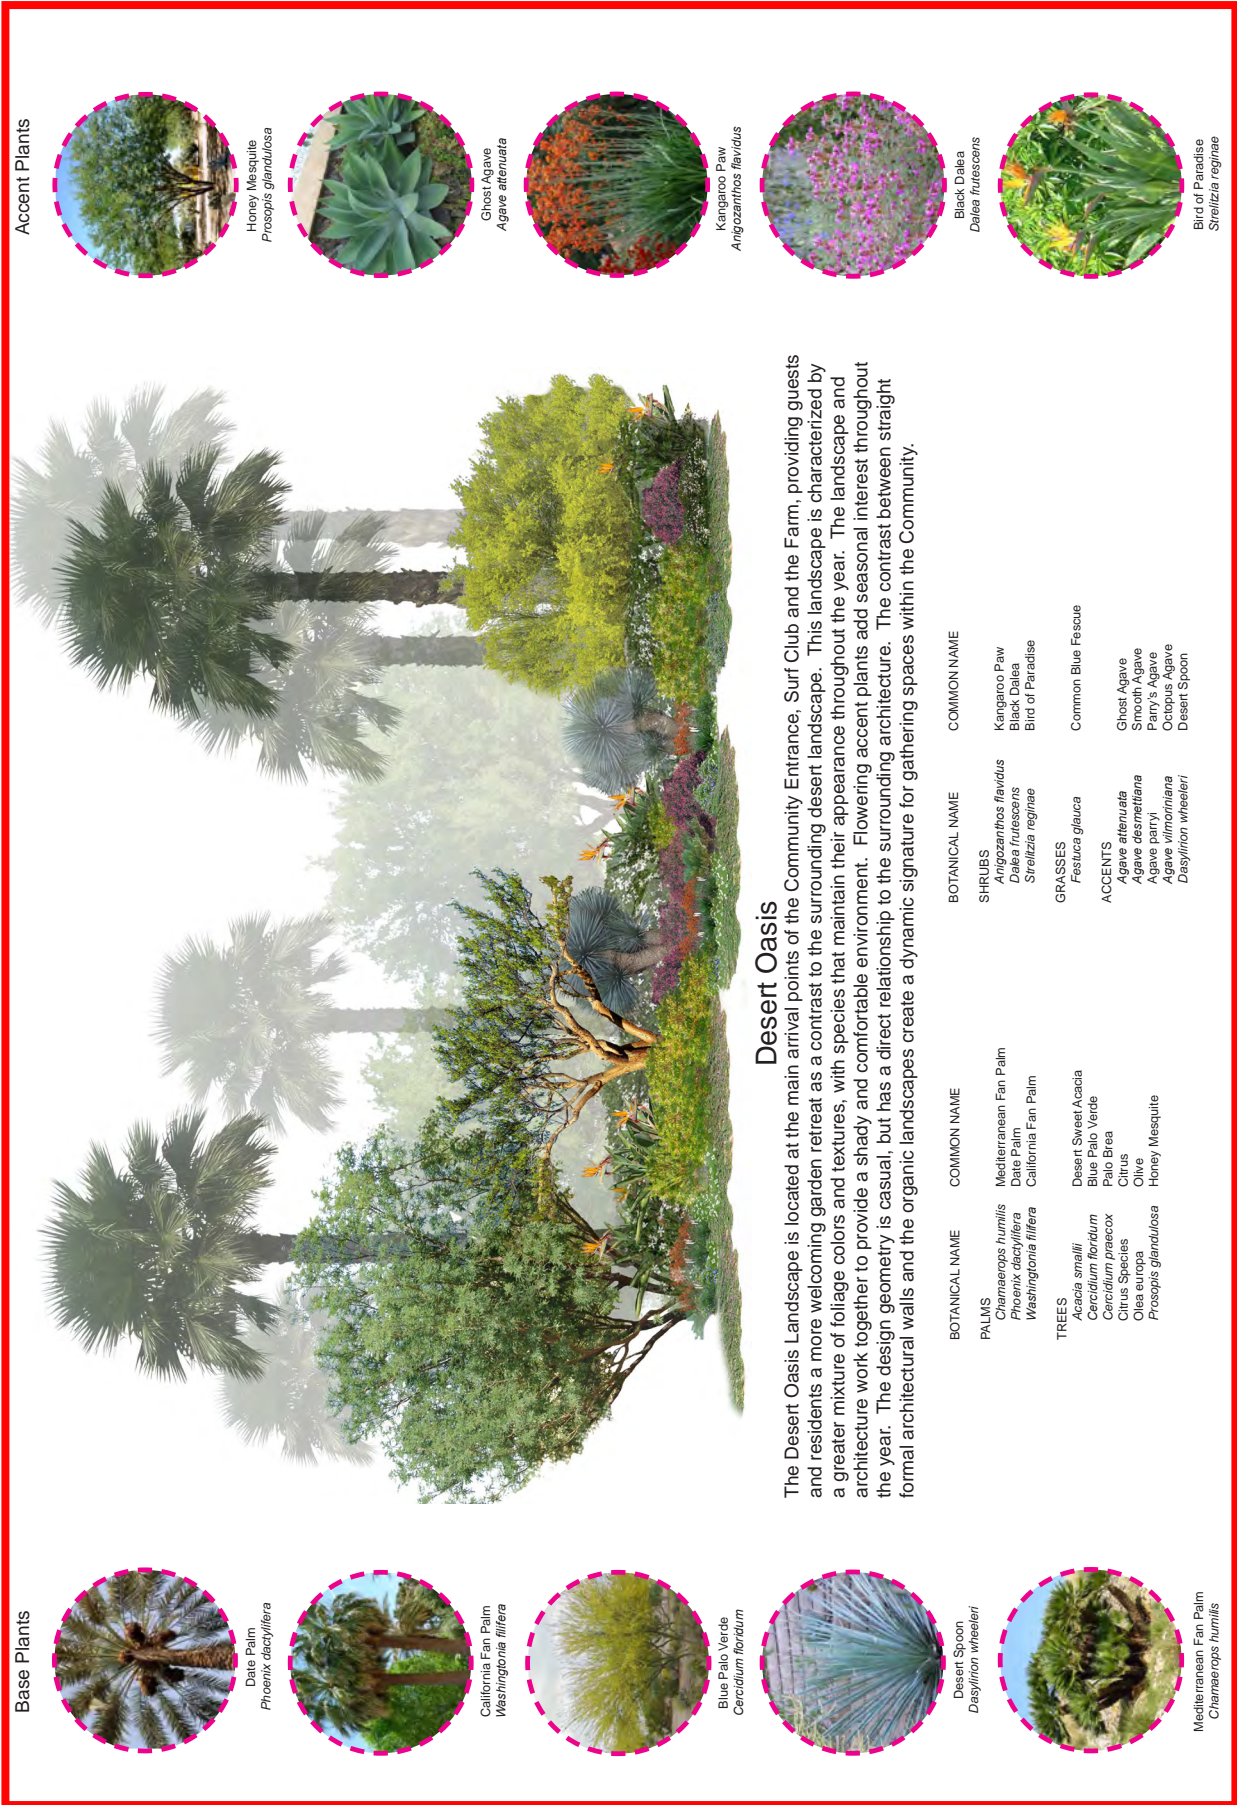 Base Plants
Date Palm
Phoenix dactylifera
California Fan Palm
Washingtonia filifera
Blue Palo Verde
Cercidium floridum
Desert Spoon
Dasylirion wheeleri
Mediterranean Fan Palm
Chamaerops humilis
Desert Oasis
The Desert Oasis Landscape is located at the main arrival points of the Community Entrance, Surf Club and the Farm, providing guests
and residents a more welcoming garden retreat as a contrast to the surrounding desert landscape. This landscape is characterized by
a greater mixture of foliage colors and textures, with species that maintain their appearance throughout the year. The landscape and
architecture work together to provide a shady and comfortable environment. Flowering accent plants add seasonal interest throughout
the year. The design geometry is casual, but has a direct relationship to the surrounding architecture. The contrast between straight
formal architectural walls and the organic landscapes create a dynamic signature for gathering spaces within the Community.
BOTANICAL NAME COMMON NAME
PALMS
Chamaerops humilis Mediterranean Fan Palm
Phoenix dactylifera Date Palm
Washingtonia filifera California Fan Palm
TREES
Acacia smallii Desert Sweet Acacia
Cercidium floridum Blue Palo Verde
Cercidium praecox Palo Brea
Citrus Species Citrus
Olea europa Olive
Prosopis glandulosa Honey Mesquite
BOTANICAL NAME COMMON NAME
SHRUBS
Anigozanthos flavidus Kangaroo Paw
Dalea frutescens Black Dalea
Strelitzia reginae Bird of Paradise
GRASSES
Festuca glauca Common Blue Fescue
ACCENTS
Agave attenuata Ghost Agave
Agave desmettiana Smooth Agave
Agave parryi Parry's Agave
Agave vilmoriniana Octopus Agave
Dasylirion wheeleri Desert Spoon
Accent Plants
Honey Mesquite
Prosopis glandulosa
Ghost Agave
Agave attenuata
Kangaroo Paw
Anigozanthos flavidus
Black Dalea
Dalea frutescens
Bird of Paradise
Strelitzia reginae